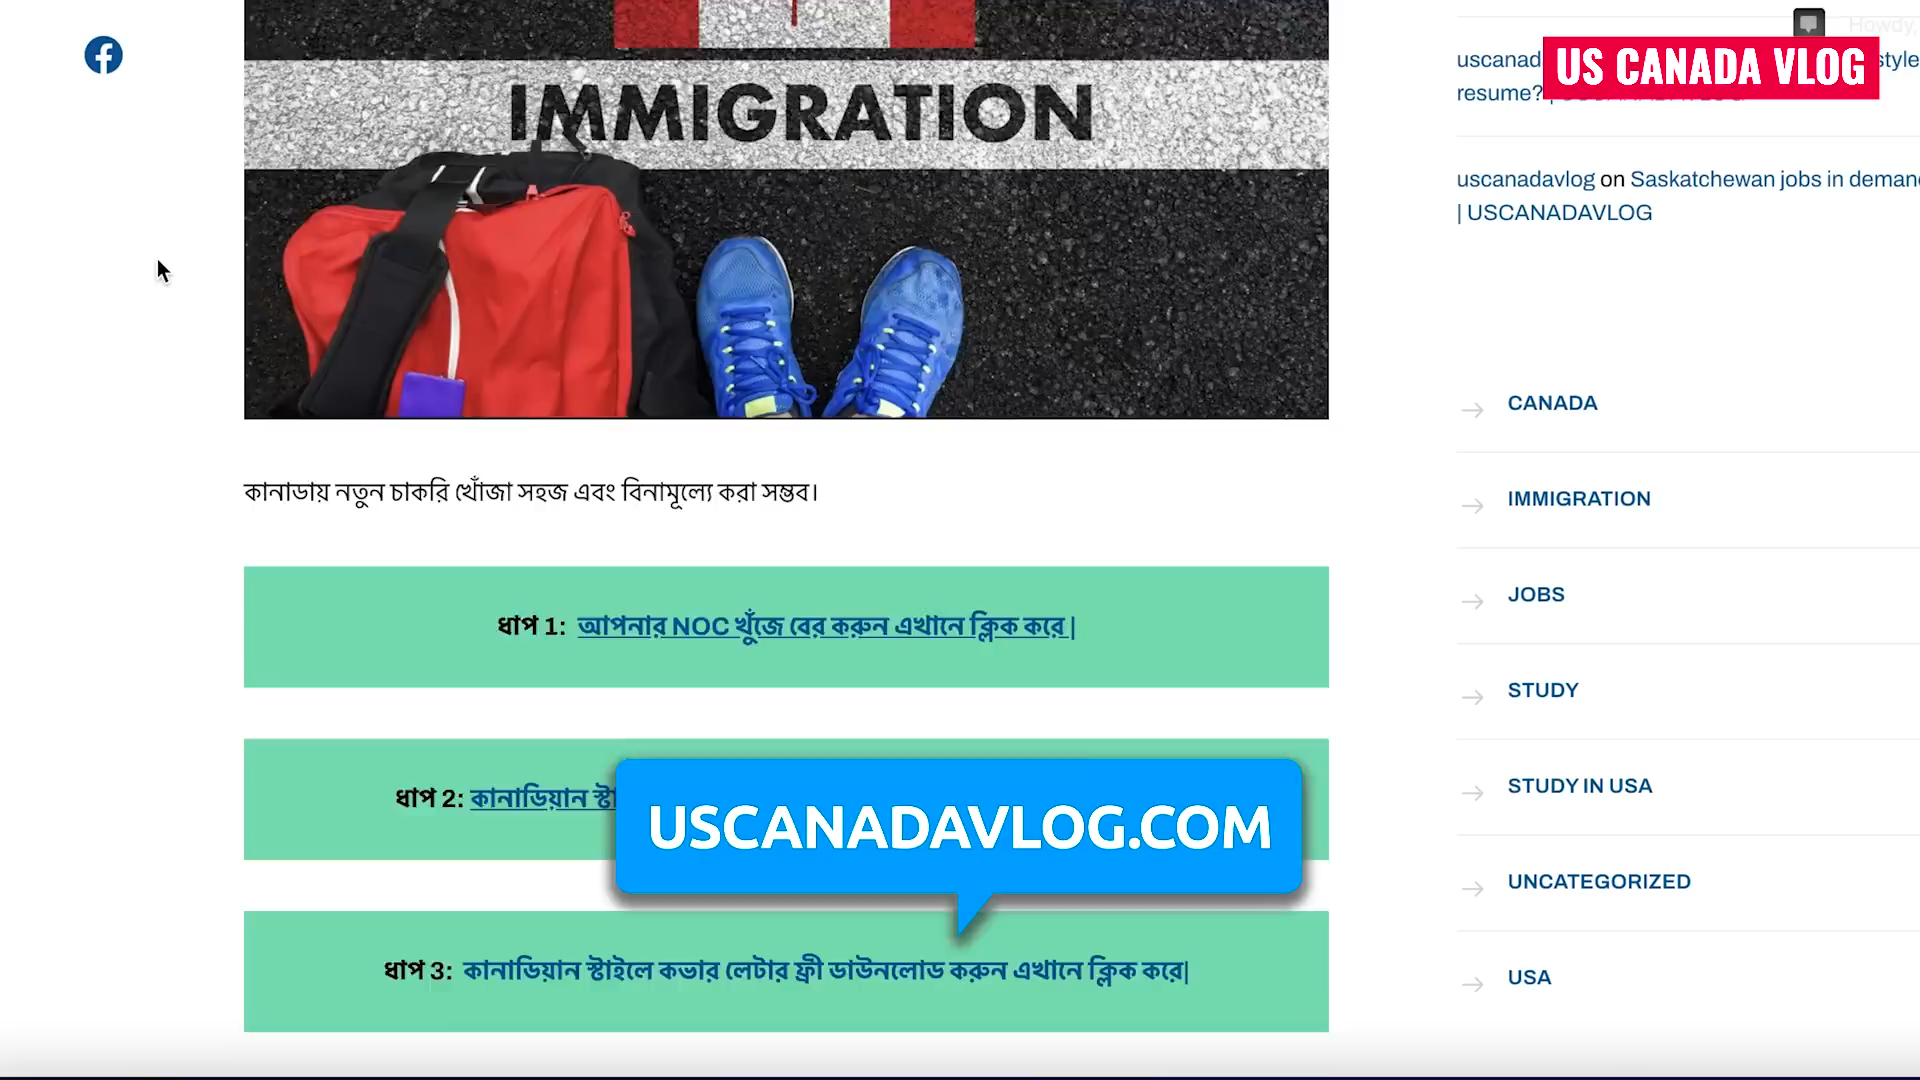 Howdy,
US CANADA VLOG
uscanad style
resume? |
uscanadavlog on Saskatchewan jobs in deman
| USCANADAVLOG
IMMIGRATION
CANADA
IMMIGRATION
JOBS
STUDY
STUDY IN USA
UNCATEGORIZED
USA
কানাডায় নতুন চাকরি খোঁজা সহজ এবং বিনামূল্যে করা সম্ভব।
ধাপ 1: আপনার NOC খুঁজে বের করুন এখানে ক্লিক করে |
ধাপ 2: কানাডিয়ান স্টা
USCANADAVLOG.COM
ধাপ 3: কানাডিয়ান স্টাইলে কভার লেটার ফ্রী ডাউনলোড করুন এখানে ক্লিক করে|